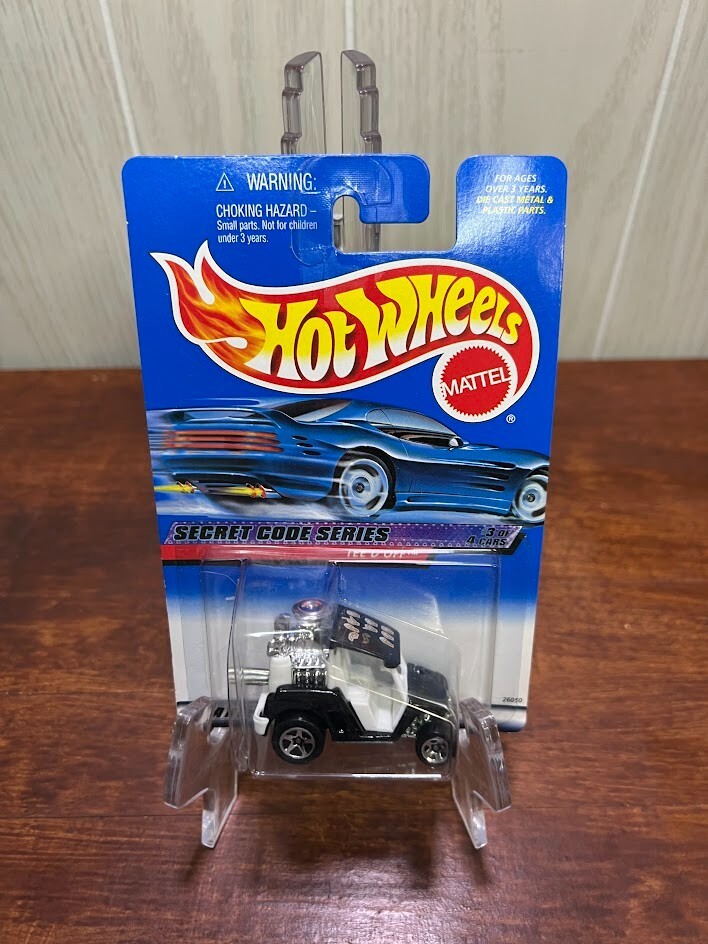 WARNING:
CHOKING HAZARD –
Small parts. Not for children
under 3 years.
FOR AGES
OVER 3 YEARS.
DIE CAST METAL &
PLASTIC PARTS.
HOT WHEELS
MATTEL
®
SECRET CODE SERIES
3 OF
4 CARS
TEE'D OFF™
26050